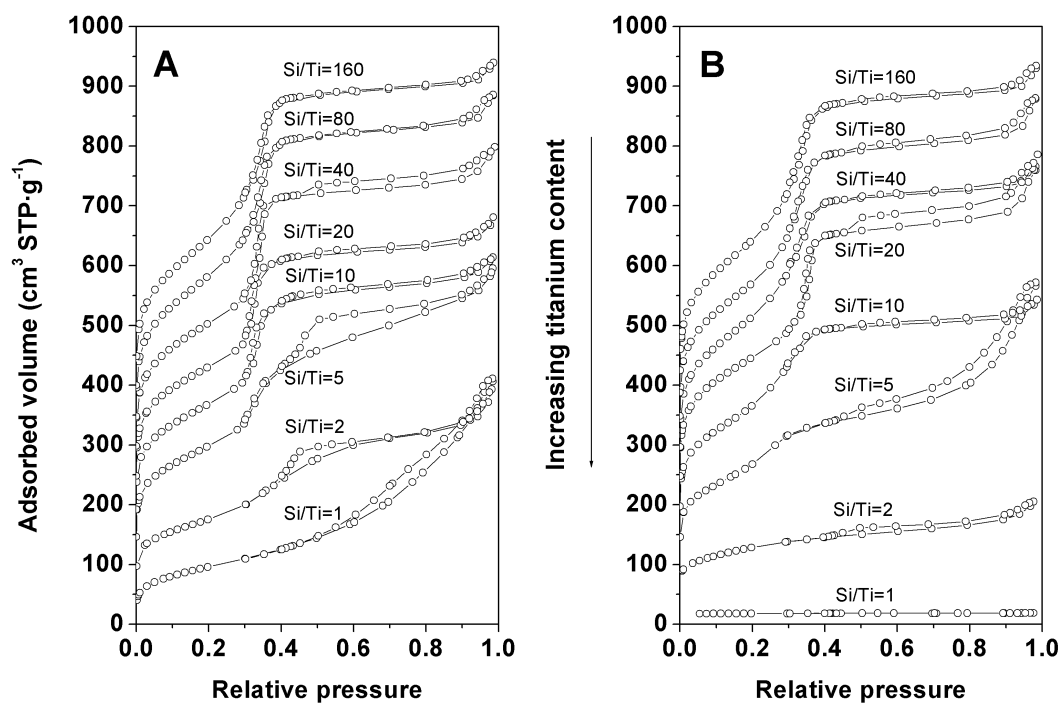 A
1000
900
800
700
600
500
400
300
200
100
0
Adsorbed volume (cm³ STP·g⁻¹)
Si/Ti=160
Si/Ti=80
Si/Ti=40
Si/Ti=20
Si/Ti=10
Si/Ti=5
Si/Ti=2
Si/Ti=1
0.0 0.2 0.4 0.6 0.8 1.0
Relative pressure
Increasing titanium content
B
1000
900
800
700
600
500
400
300
200
100
0
Si/Ti=160
Si/Ti=80
Si/Ti=40
Si/Ti=20
Si/Ti=10
Si/Ti=5
Si/Ti=2
Si/Ti=1
0.0 0.2 0.4 0.6 0.8 1.0
Relative pressure